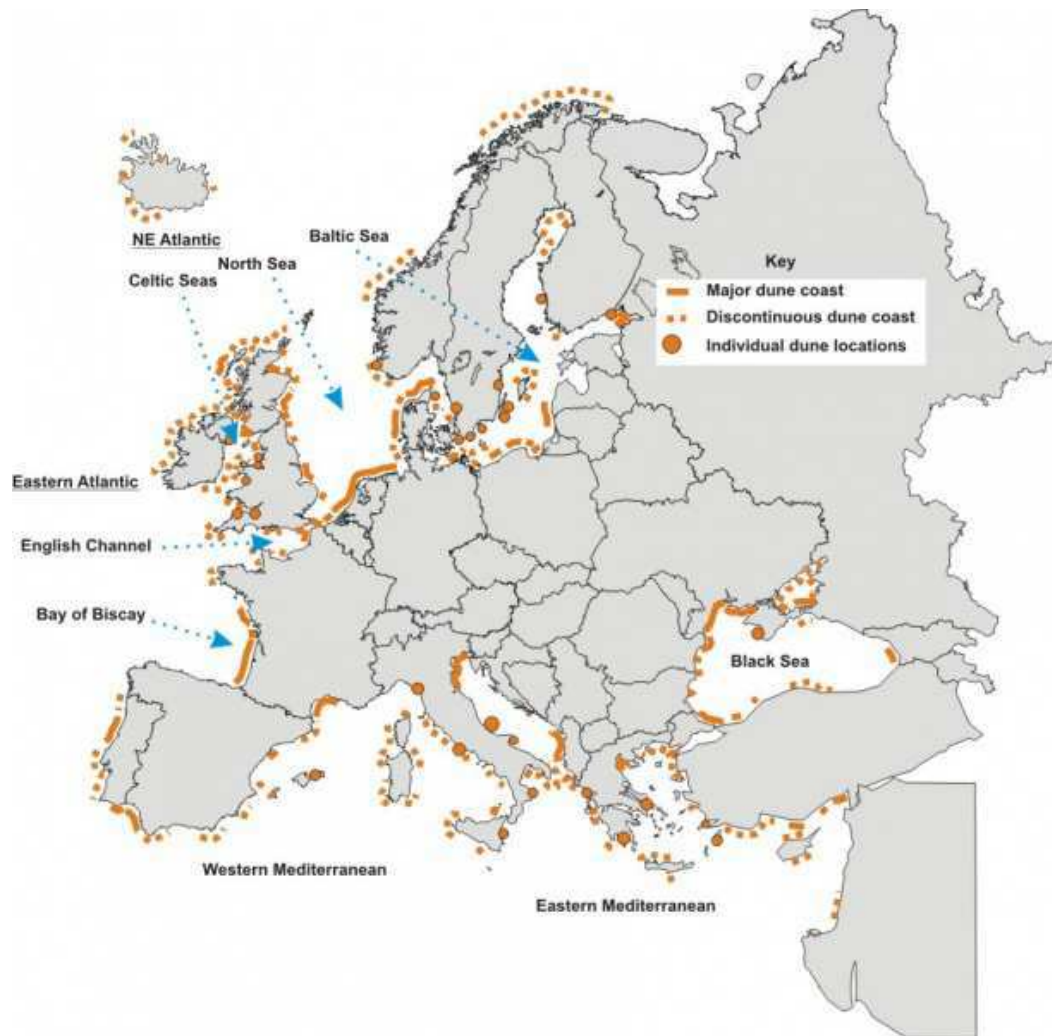 Baltic Sea
NE Atlantic
North Sea
Celtic Seas
Key
Major dune coast
Discontinuous dune coast
Individual dune locations
Eastern Atlantic
English Channel
Bay of Biscay
Black Sea
Western Mediterranean
Eastern Mediterranean